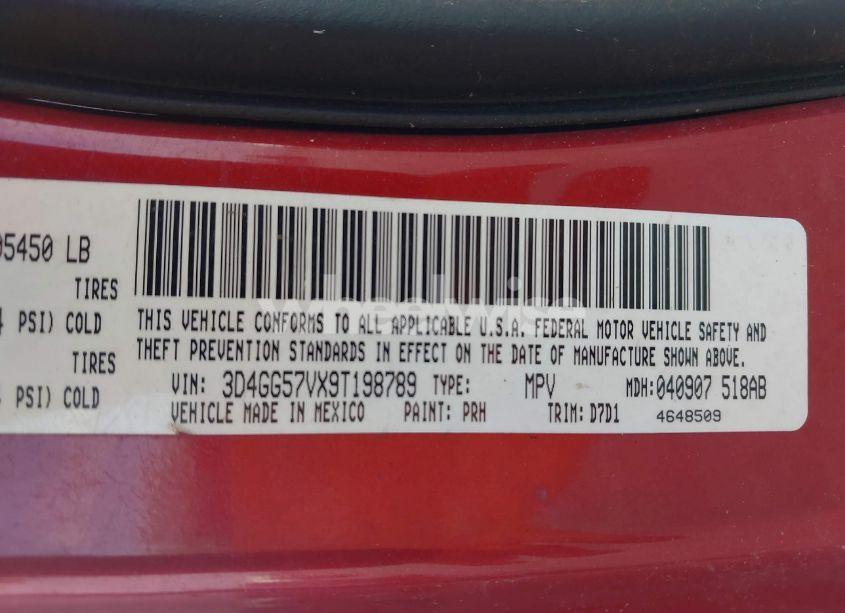 05450 LB
TIRES
PSI) COLD
TIRES
PSI) COLD
THIS VEHICLE CONFORMS TO ALL APPLICABLE U.S.A. FEDERAL MOTOR VEHICLE SAFETY AND
THEFT PREVENTION STANDARDS IN EFFECT ON THE DATE OF MANUFACTURE SHOWN ABOVE.
VIN: 3D4GG57VX9T198789 TYPE: MPV MDH:040907 518AB
VEHICLE MADE IN MEXICO PAINT: PRH TRIM: D7D1 4648509